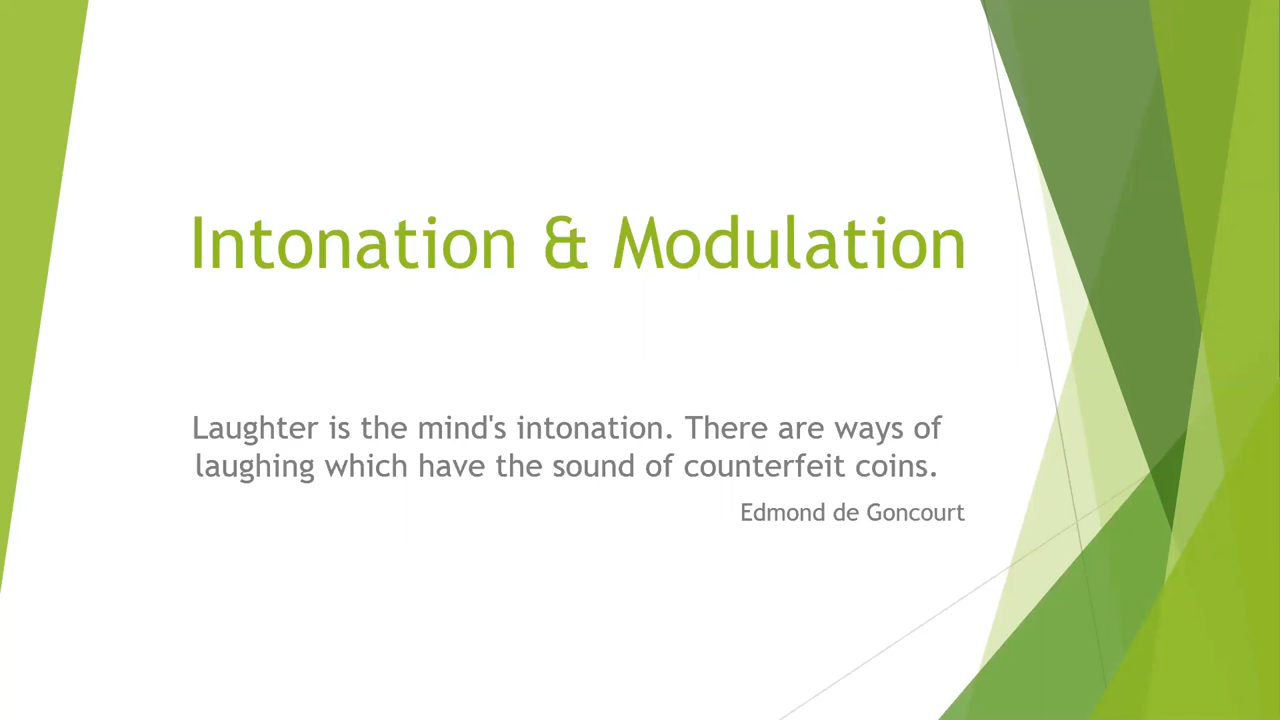 Intonation & Modulation
Laughter is the mind's intonation. There are ways of
laughing which have the sound of counterfeit coins.
Edmond de Goncourt